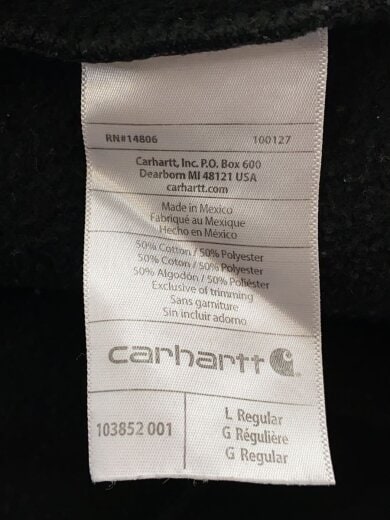 RN#14806 100127
Carhartt, Inc. P.O. Box 600
Dearborn MI 48121 USA
carhartt.com
Made in Mexico
Fabriqué au Mexique
Hecho en México
50% Cotton / 50% Polyester
50% Coton / 50% Polyester
50% Algodón / 50% Poliéster
Exclusive of trimming
Sans garniture
Sin incluir adorno
carhartt
103852 001
L Regular
G Régulière
G Regular